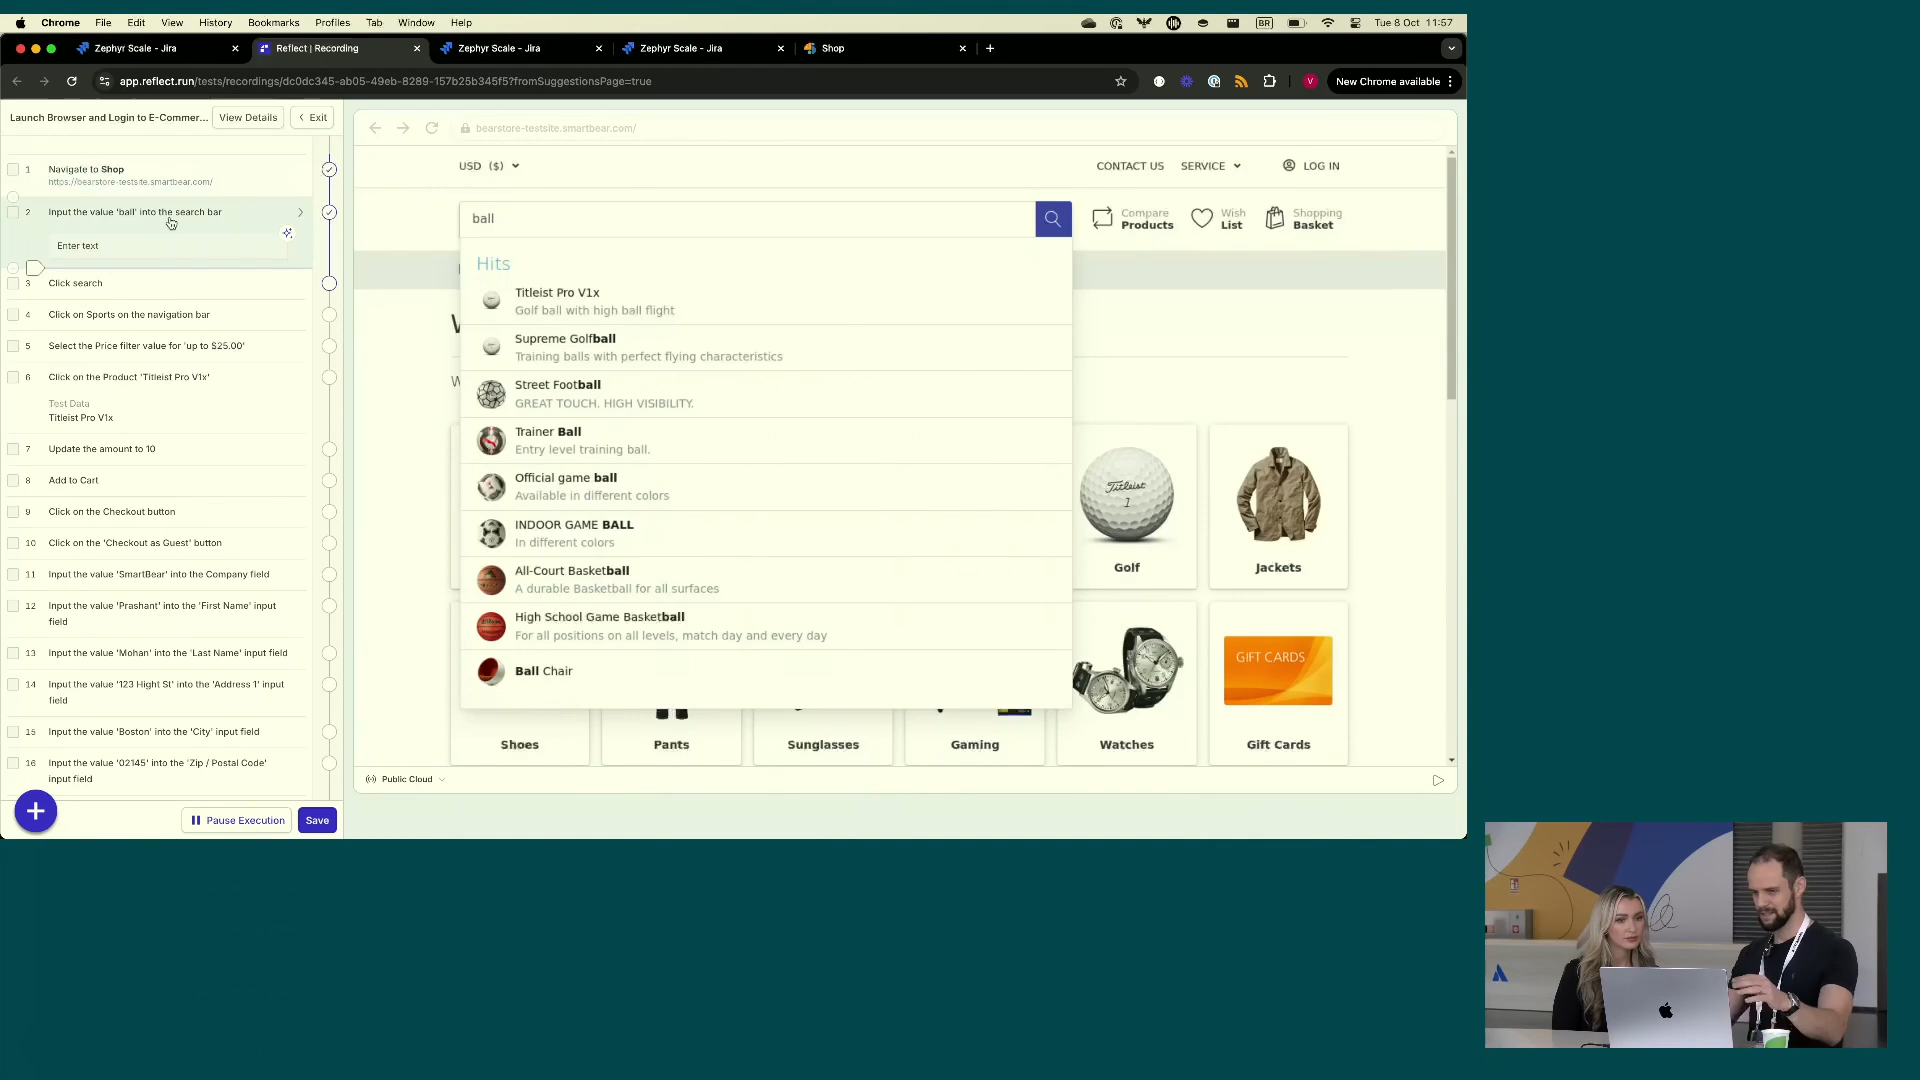 Chrome File Edit View History Bookmarks Profiles Tab Window Help
BR Tue 8 Oct 11:57
Zephyr Scale - Jira
Reflect | Recording
Zephyr Scale - Jira
Zephyr Scale - Jira
Shop
app.reflect.run/tests/recordings/dc0dc345-ab05-49eb-8289-157b25b345f5?fromSuggestionsPage=true
V
New Chrome available
Launch Browser and Login to E-Commer...
View Details
Exit
1 Navigate to Shop
https://bearstore-testsite.smartbear.com/
2 Input the value 'ball' into the search bar
Enter text
3 Click search
4 Click on Sports on the navigation bar
5 Select the Price filter value for 'up to $25.00'
6 Click on the Product 'Titleist Pro V1x'
Test Data
Titleist Pro V1x
7 Update the amount to 10
8 Add to Cart
9 Click on the Checkout button
10 Click on the 'Checkout as Guest' button
11 Input the value 'SmartBear' into the Company field
12 Input the value 'Prashant' into the 'First Name' input
field
13 Input the value 'Mohan' into the 'Last Name' input field
14 Input the value '123 Hight St' into the 'Address 1' input
field
15 Input the value 'Boston' into the 'City' input field
16 Input the value '02145' into the 'Zip / Postal Code'
input field
Pause Execution
Save
bearstore-testsite.smartbear.com/
USD ($)
CONTACT US
SERVICE
LOG IN
ball
Compare
Products
Wish
List
Shopping
Basket
Hits
Titleist Pro V1x
Golf ball with high ball flight
Supreme Golfball
Training balls with perfect flying characteristics
Street Football
GREAT TOUCH. HIGH VISIBILITY.
Trainer Ball
Entry level training ball.
Official game ball
Available in different colors
INDOOR GAME BALL
In different colors
All-Court Basketball
A durable Basketball for all surfaces
High School Game Basketball
For all positions on all levels, match day and every day
Ball Chair
W
W
Titleist
1
Golf
Jackets
GIFT CARDS
Shoes
Pants
Sunglasses
Gaming
Watches
Gift Cards
Public Cloud